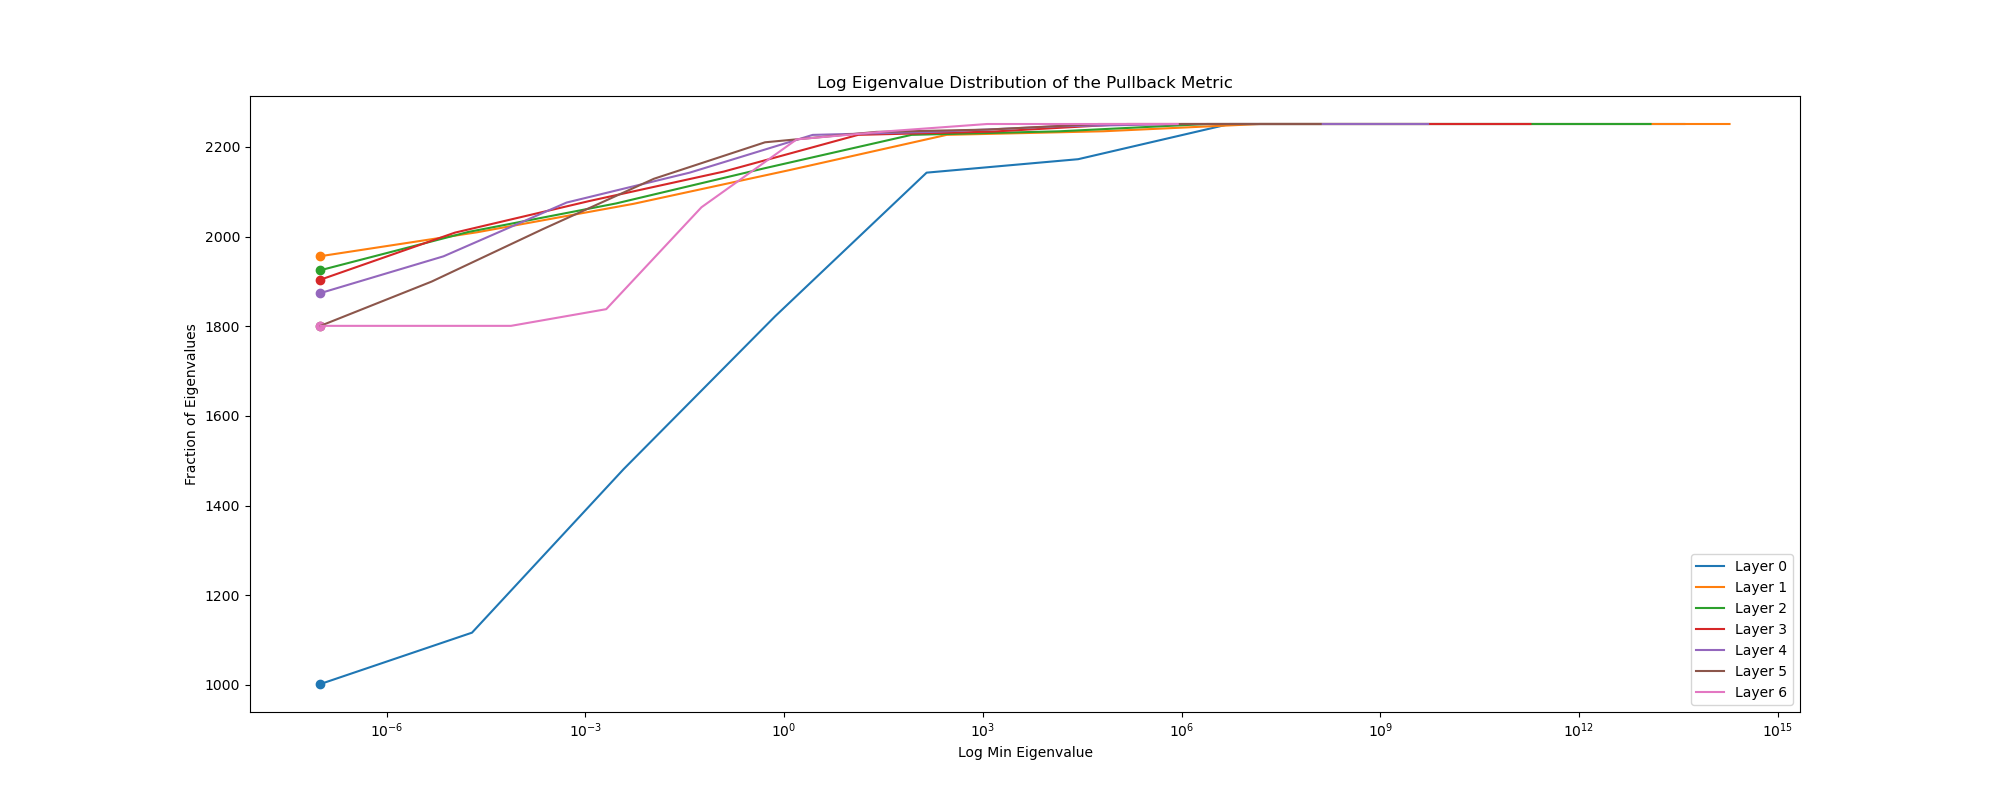 Log Eigenvalue Distribution of the Pullback Metric
Fraction of Eigenvalues
2200
2000
1800
1600
1400
1200
1000
10⁻⁶
10⁻³
10⁰
10³
10⁶
10⁹
10¹²
10¹⁵
Log Min Eigenvalue
Layer 0
Layer 1
Layer 2
Layer 3
Layer 4
Layer 5
Layer 6